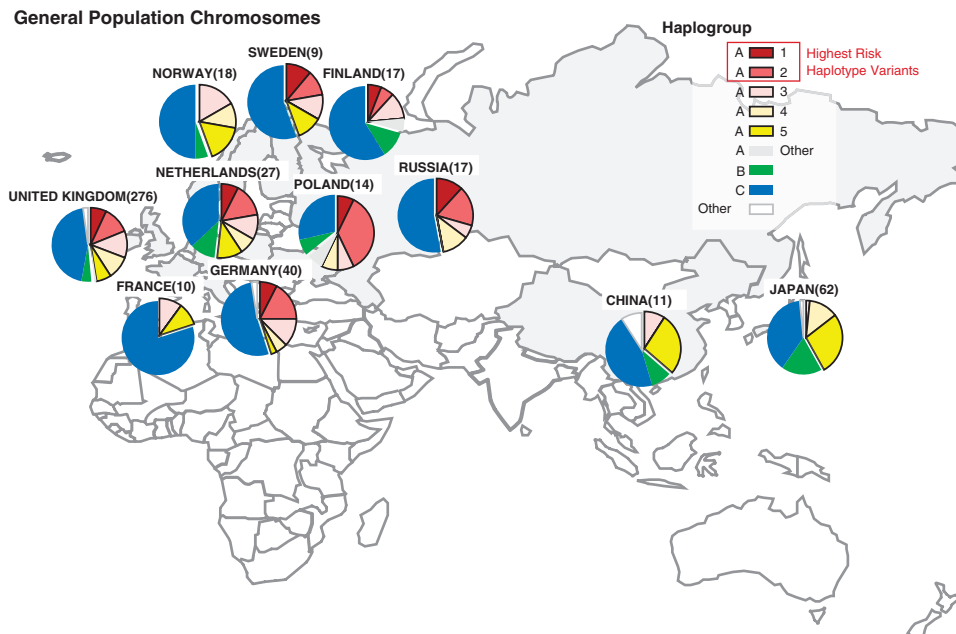 General Population Chromosomes
Haplogroup
A 1 Highest Risk
A 2 Haplotype Variants
A 3
A 4
A 5
A Other
B
C
Other
SWEDEN(9)
NORWAY(18)
FINLAND(17)
NETHERLANDS(27)
RUSSIA(17)
POLAND(14)
UNITED KINGDOM(276)
GERMANY(40)
FRANCE(10)
CHINA(11)
JAPAN(62)